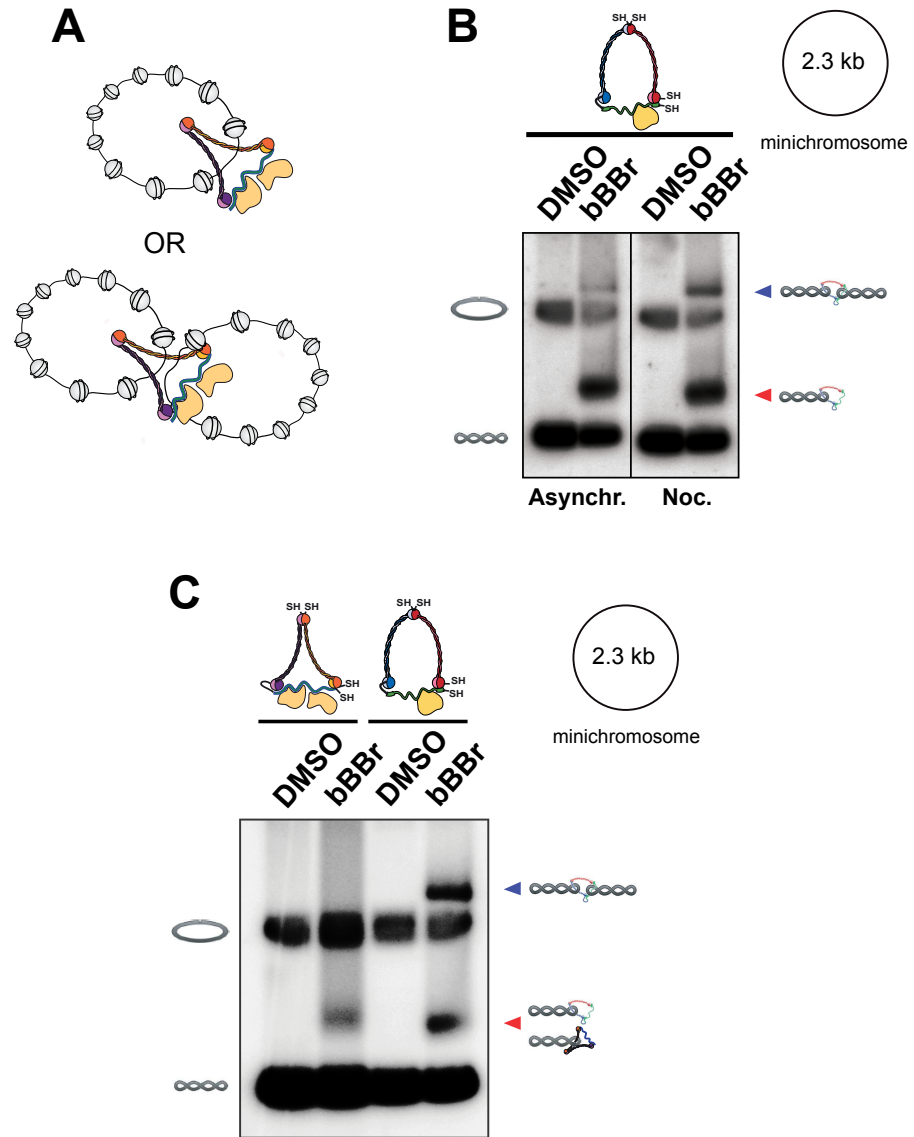 A
OR
B
SH SH
SH
SH
2.3 kb
minichromosome
DMSO
bBBr
DMSO
bBBr
Asynchr.
Noc.
C
SH SH
SH
SH
SH SH
SH
SH
2.3 kb
minichromosome
DMSO
bBBr
DMSO
bBBr